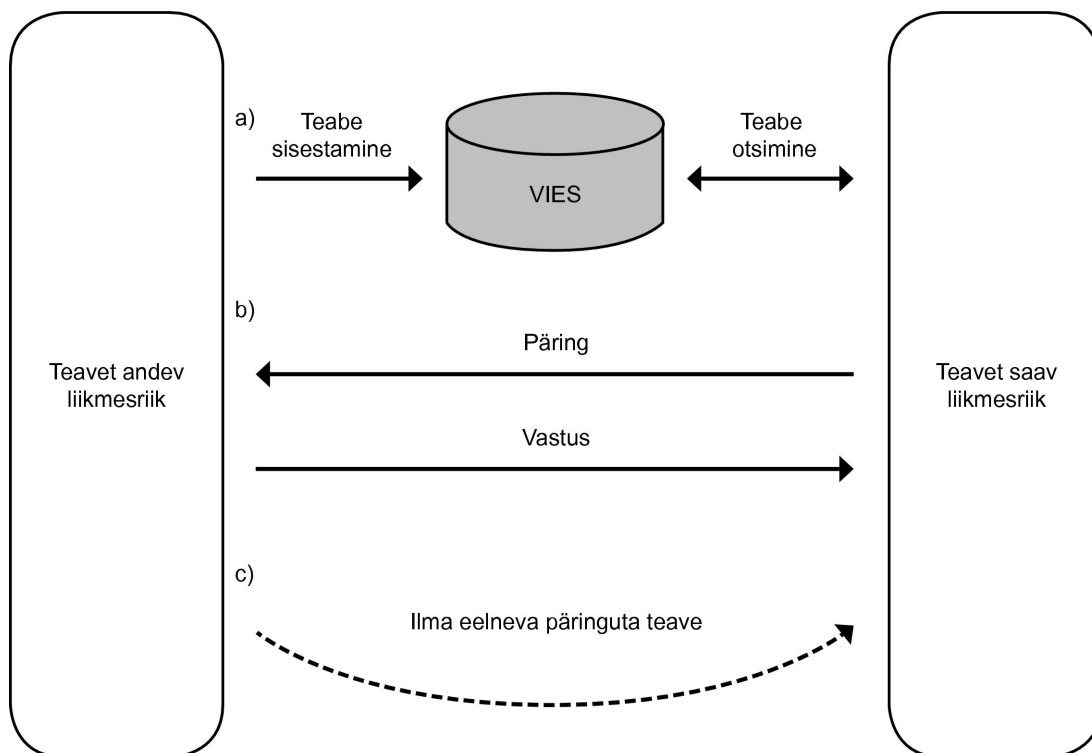 a)
Teabe
sisestamine
VIES
Teabe
otsimine
b)
Päring
Teavet andev
liikmesriik
Teavet saav
liikmesriik
Vastus
c)
Ilma eelneva päringuta teave